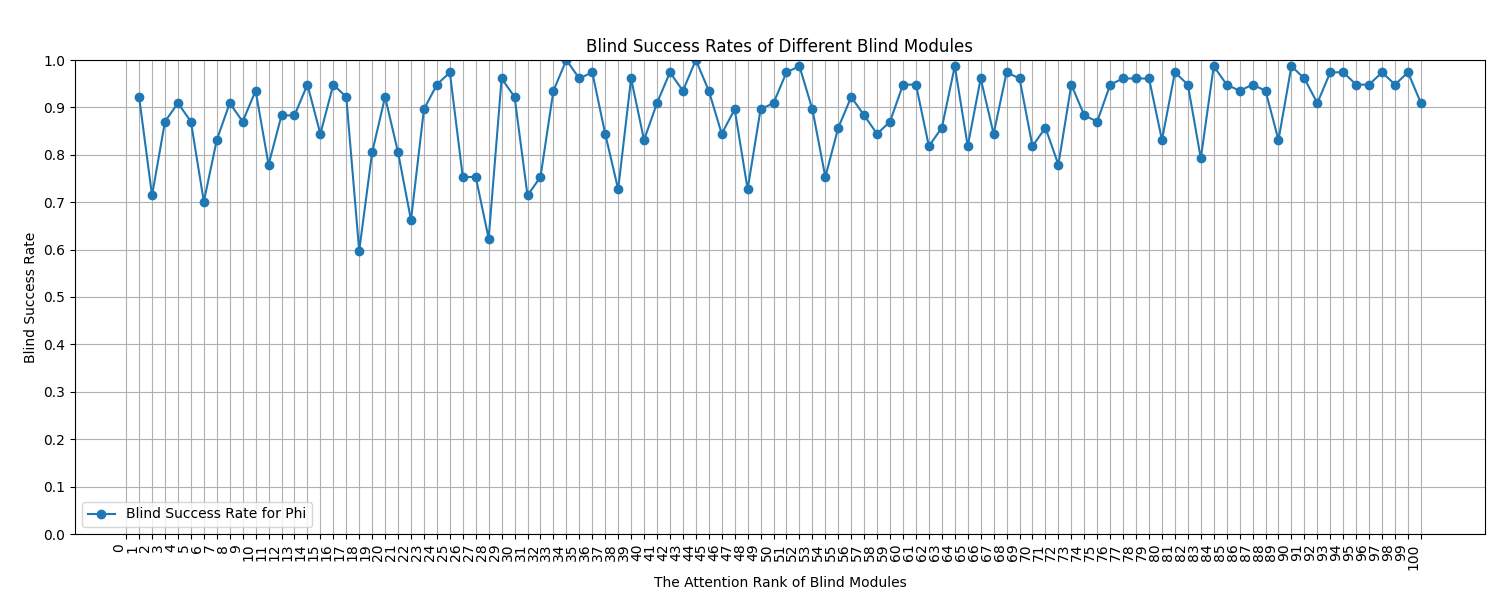 Blind Success Rates of Different Blind Modules
1.0
0.9
0.8
0.7
0.6
0.5
0.4
0.3
0.2
0.1
0.0
Blind Success Rate
Blind Success Rate for Phi
0 1 2 3 4 5 6 7 8 9 10 11 12 13 14 15 16 17 18 19 20 21 22 23 24 25 26 27 28 29 30 31 32 33 34 35 36 37 38 39 40 41 42 43 44 45 46 47 48 49 50 51 52 53 54 55 56 57 58 59 60 61 62 63 64 65 66 67 68 69 70 71 72 73 74 75 76 77 78 79 80 81 82 83 84 85 86 87 88 89 90 91 92 93 94 95 96 97 98 99 100
The Attention Rank of Blind Modules